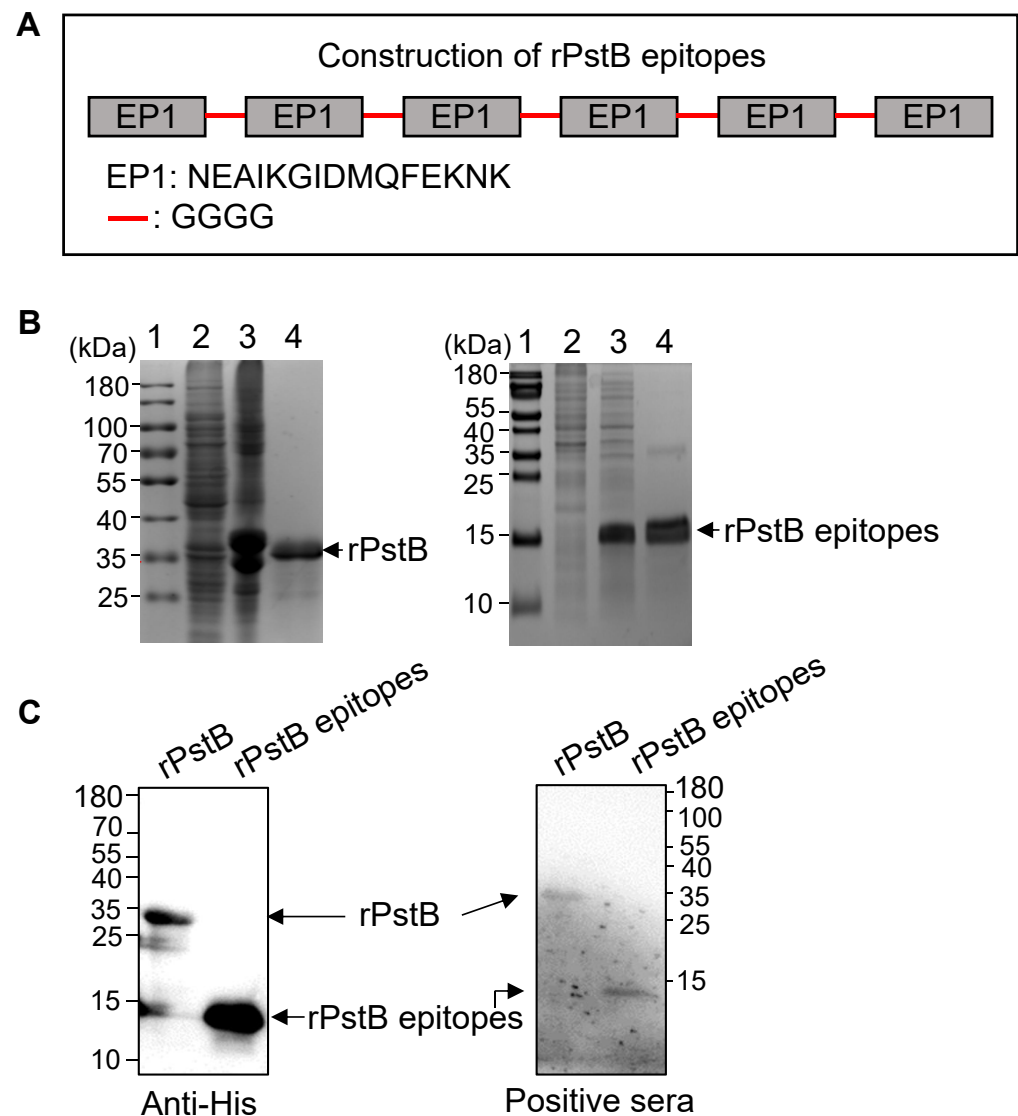 A
Construction of rPstB epitopes
EP1 EP1 EP1 EP1 EP1 EP1
EP1: NEAIKGIDMQFEKNK
: GGGG
B
(kDa) 1 2 3 4
180
100
70
55
40
35
25
rPstB
(kDa) 1 2 3 4
180
55
40
35
25
15
10
rPstB epitopes
C
rPstB
rPstB epitopes
180
70
55
40
35
25
15
10
Anti-His
rPstB
rPstB epitopes
rPstB
rPstB epitopes
180
100
55
40
35
25
15
Positive sera